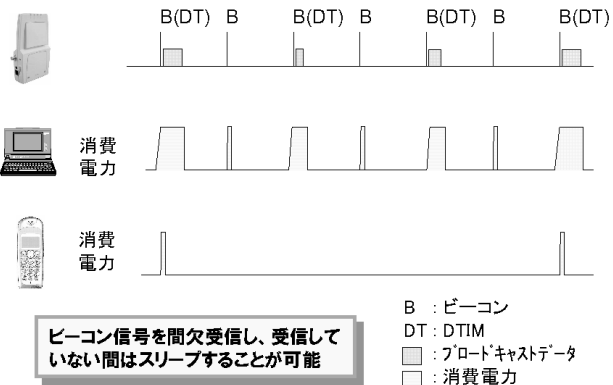 B(DT) B B(DT) B B(DT) B B(DT)
消費
電力
消費
電力
B : ビーコン
DT : DTIM
: ブロードキャストデータ
: 消費電力
ビーコン信号を間欠受信し、受信して
いない間はスリープすることが可能